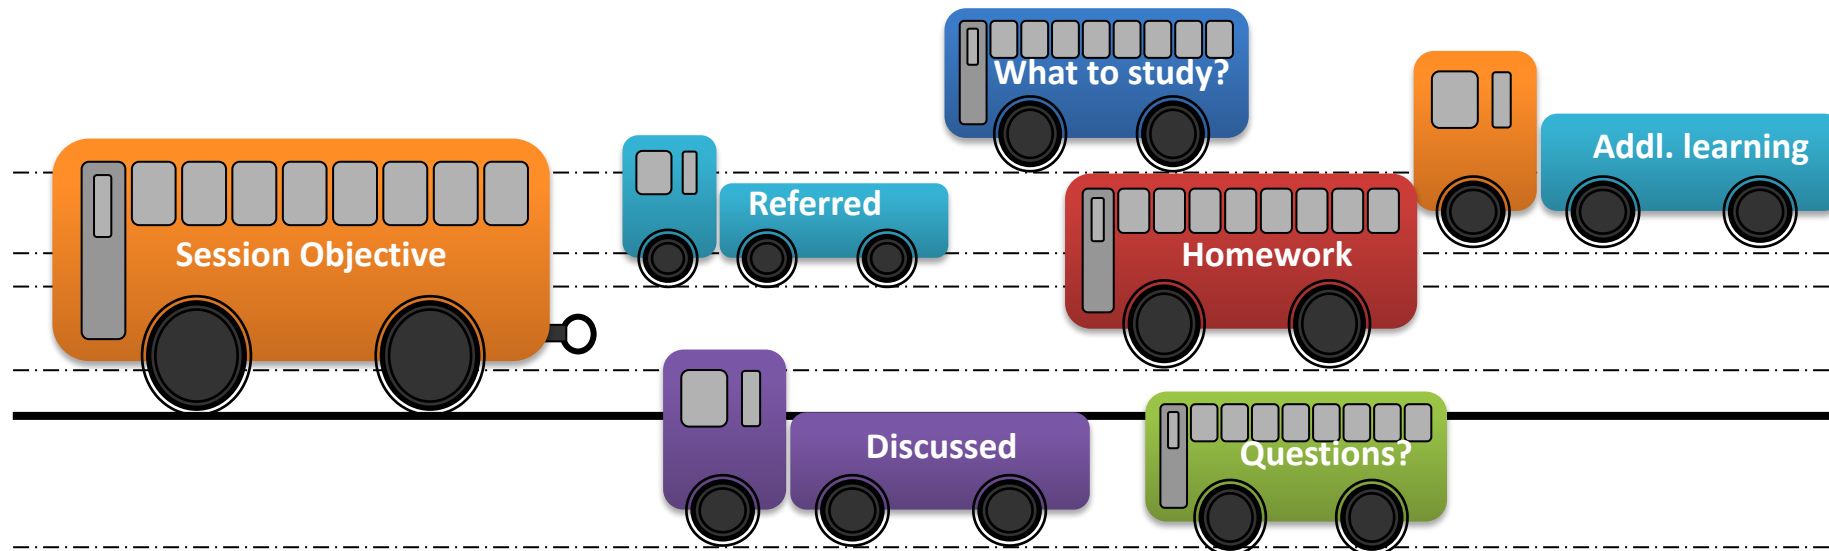 What to study?
Addl. learning
Referred
Session Objective
Homework
Discussed
Questions?